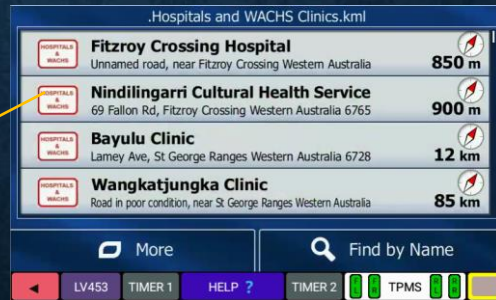 .Hospitals and WACHS Clinics.kml
HOSPITALS
&
WACHS
Fitzroy Crossing Hospital
Unnamed road, near Fitzroy Crossing Western Australia
850 m
HOSPITALS
&
WACHS
Nindilingarri Cultural Health Service
69 Fallon Rd, Fitzroy Crossing Western Australia 6765
900 m
HOSPITALS
&
WACHS
Bayulu Clinic
Lamey Ave, St George Ranges Western Australia 6728
12 km
HOSPITALS
&
WACHS
Wangkatjungka Clinic
Road in poor condition, near St George Ranges Western Australia
85 km
More
Find by Name
LV453
TIMER 1
HELP ?
TIMER 2
TPMS